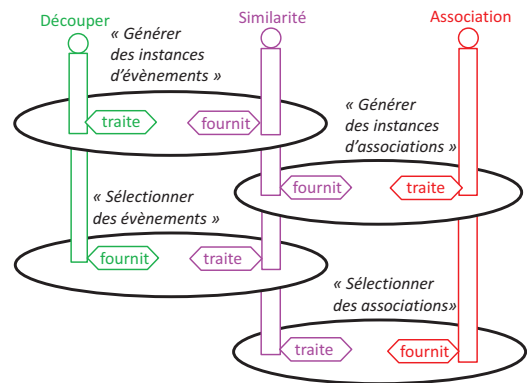 Découper
Similarité
Association
« Générer
des instances
d'évènements »
traite
fournit
« Générer
des instances
d'associations »
fournit
traite
« Sélectionner
des évènements »
fournit
traite
« Sélectionner
des associations»
traite
fournit